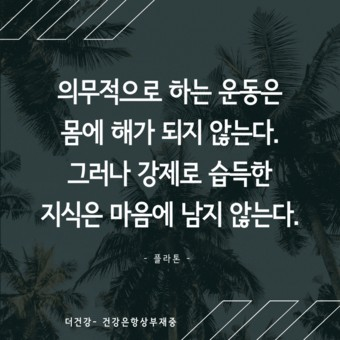 의무적으로 하는 운동은
몸에 해가 되지 않는다.
그러나 강제로 습득한
지식은 마음에 남지 않는다.
- 플라톤 -
더건강- 건강은항상부재중